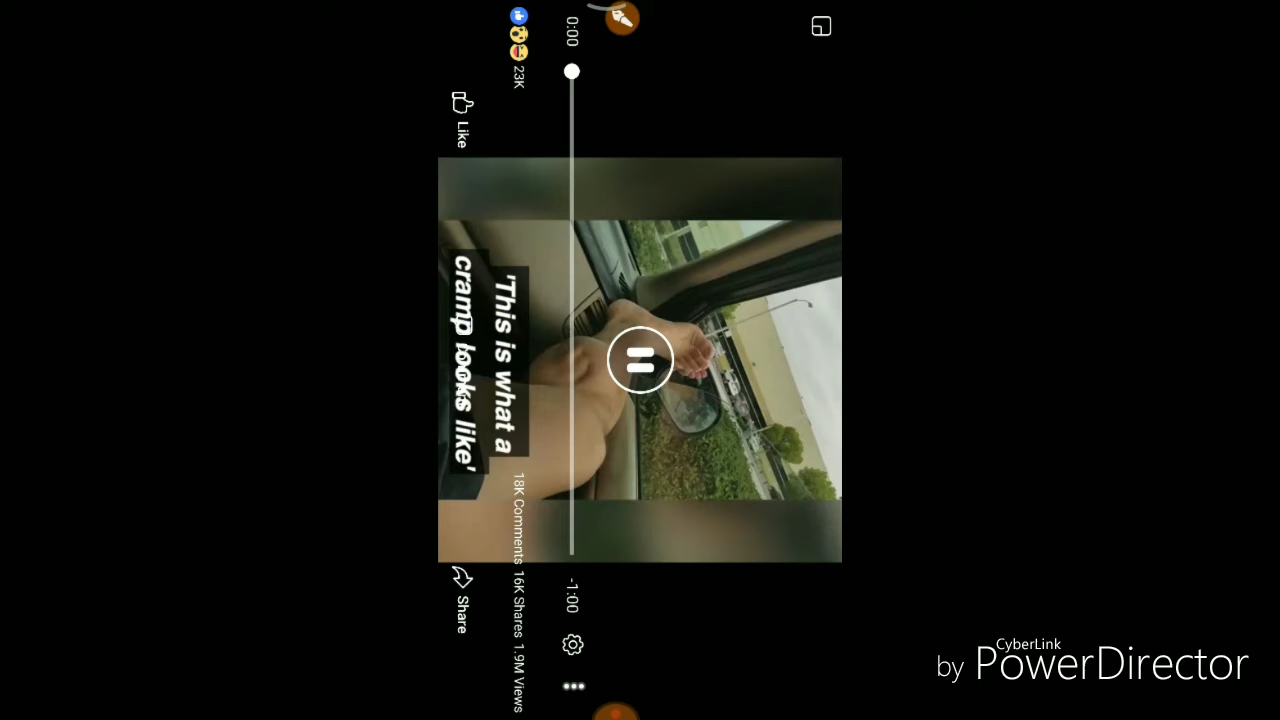 0:00
-1:00
23K
18K Comments 16K Shares 1.9M Views
'This is what a
cramp looks like'
Like
Share
CyberLink
by PowerDirector